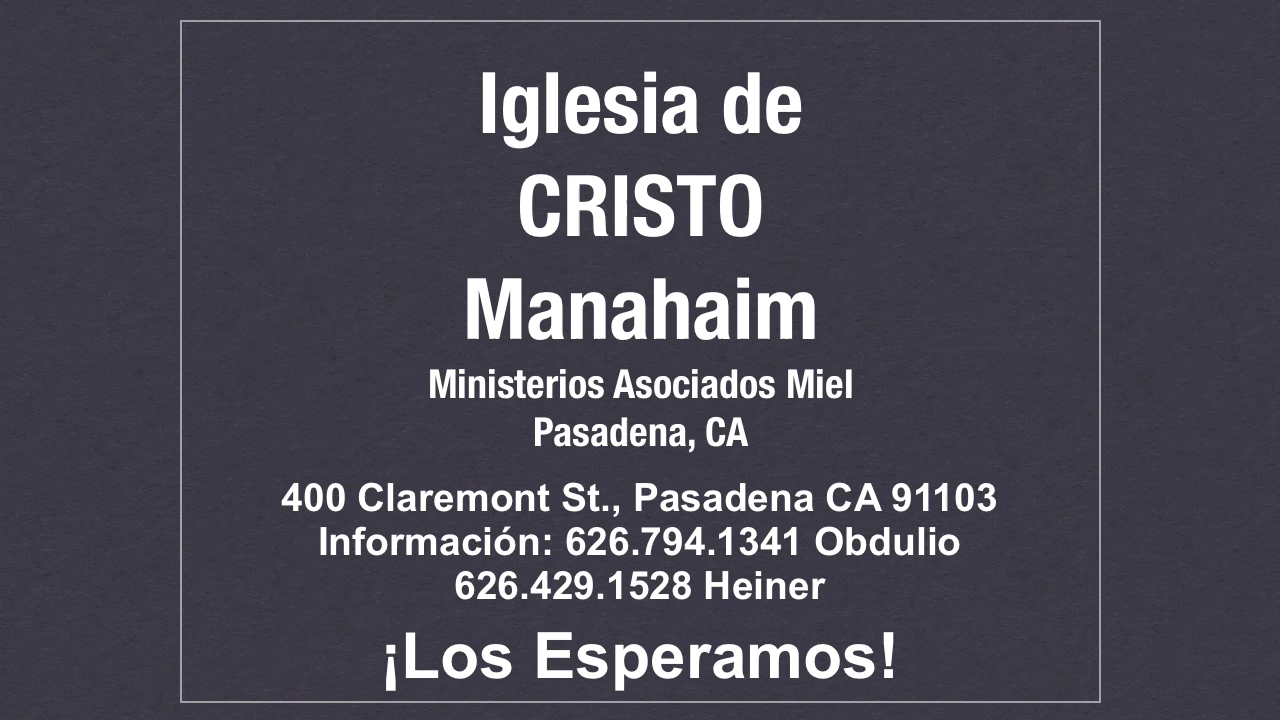 Iglesia de
CRISTO
Manahaim
Ministerios Asociados Miel
Pasadena, CA
400 Claremont St., Pasadena CA 91103
Información: 626.794.1341 Obdulio
626.429.1528 Heiner
¡Los Esperamos!